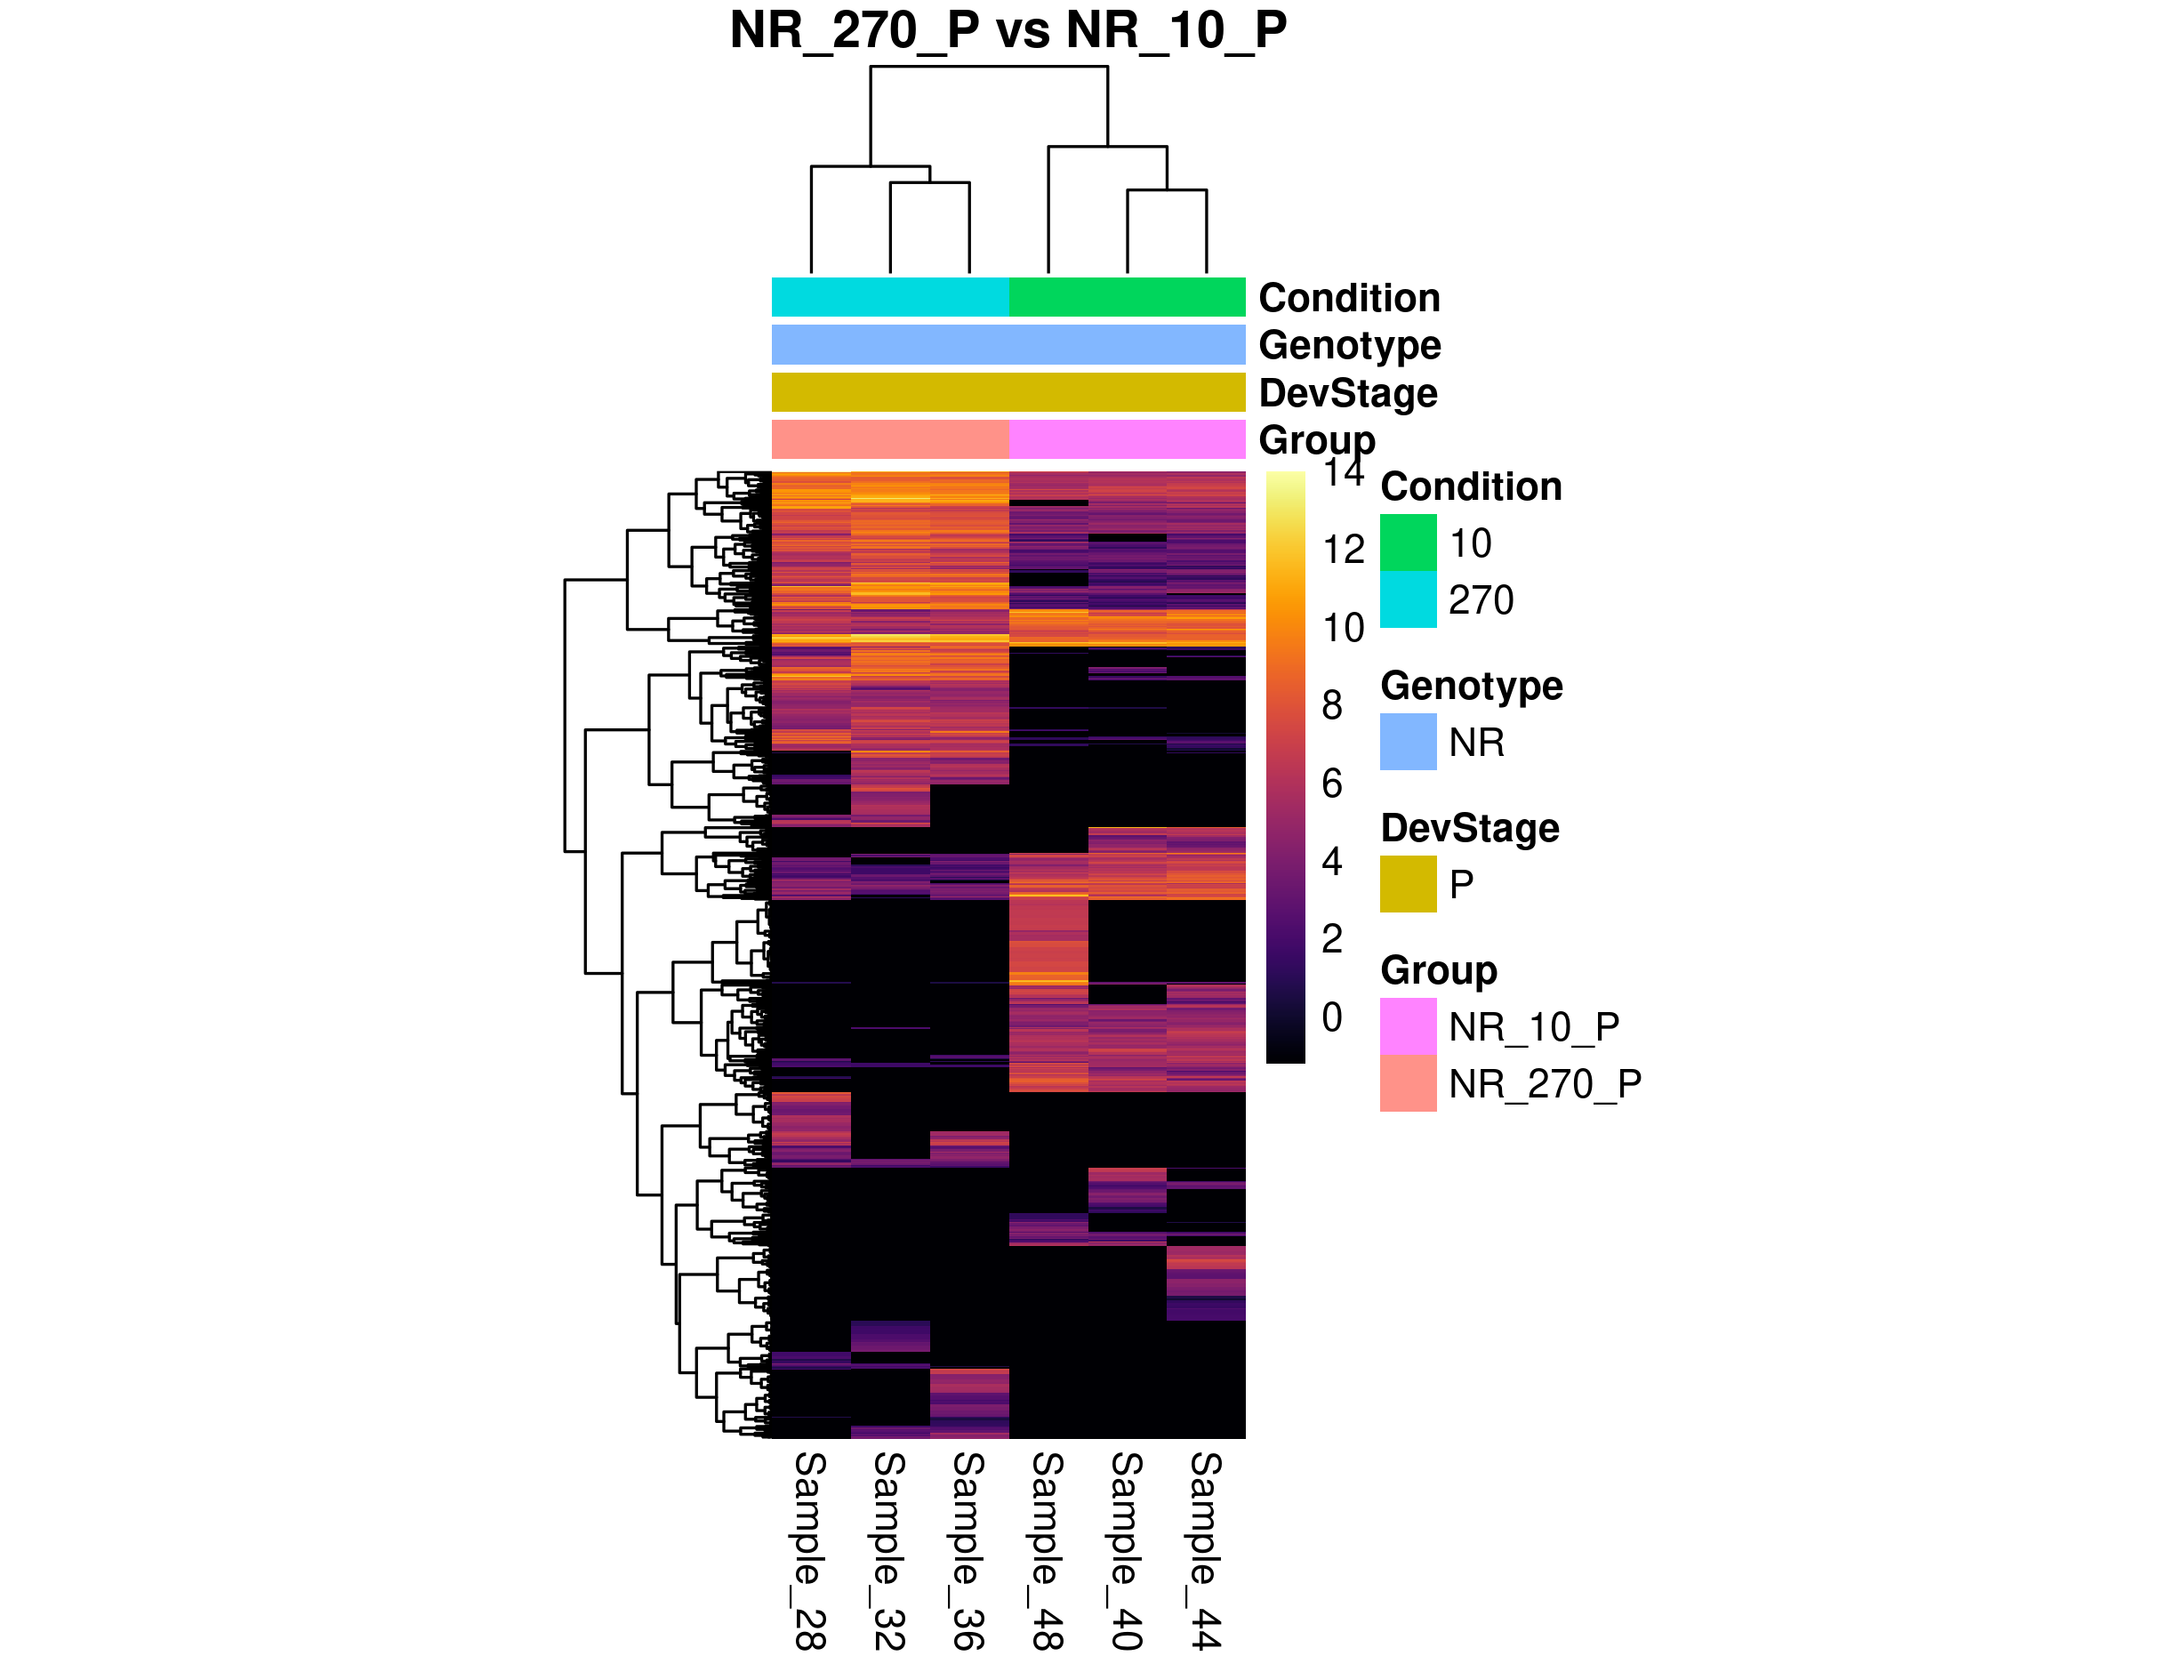 NR_270_P vs NR_10_P
Condition
Genotype
DevStage
Group
14
12
10
8
6
4
2
0
Condition
10
270
Genotype
NR
DevStage
P
Group
NR_10_P
NR_270_P
Sample_28
Sample_32
Sample_36
Sample_48
Sample_40
Sample_44